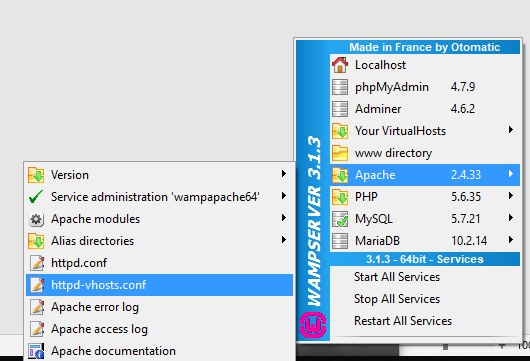 Made in France by Otomatic
Localhost
phpMyAdmin 4.7.9
Adminer 4.6.2
Your VirtualHosts
www directory
Apache 2.4.33
PHP 5.6.35
MySQL 5.7.21
MariaDB 10.2.14
3.1.3 - 64bit - Services
Start All Services
Stop All Services
Restart All Services
WAMPSERVER 3.1.3
Version
Service administration 'wampapache64'
Apache modules
Alias directories
httpd.conf
httpd-vhosts.conf
Apache error log
Apache access log
Apache documentation